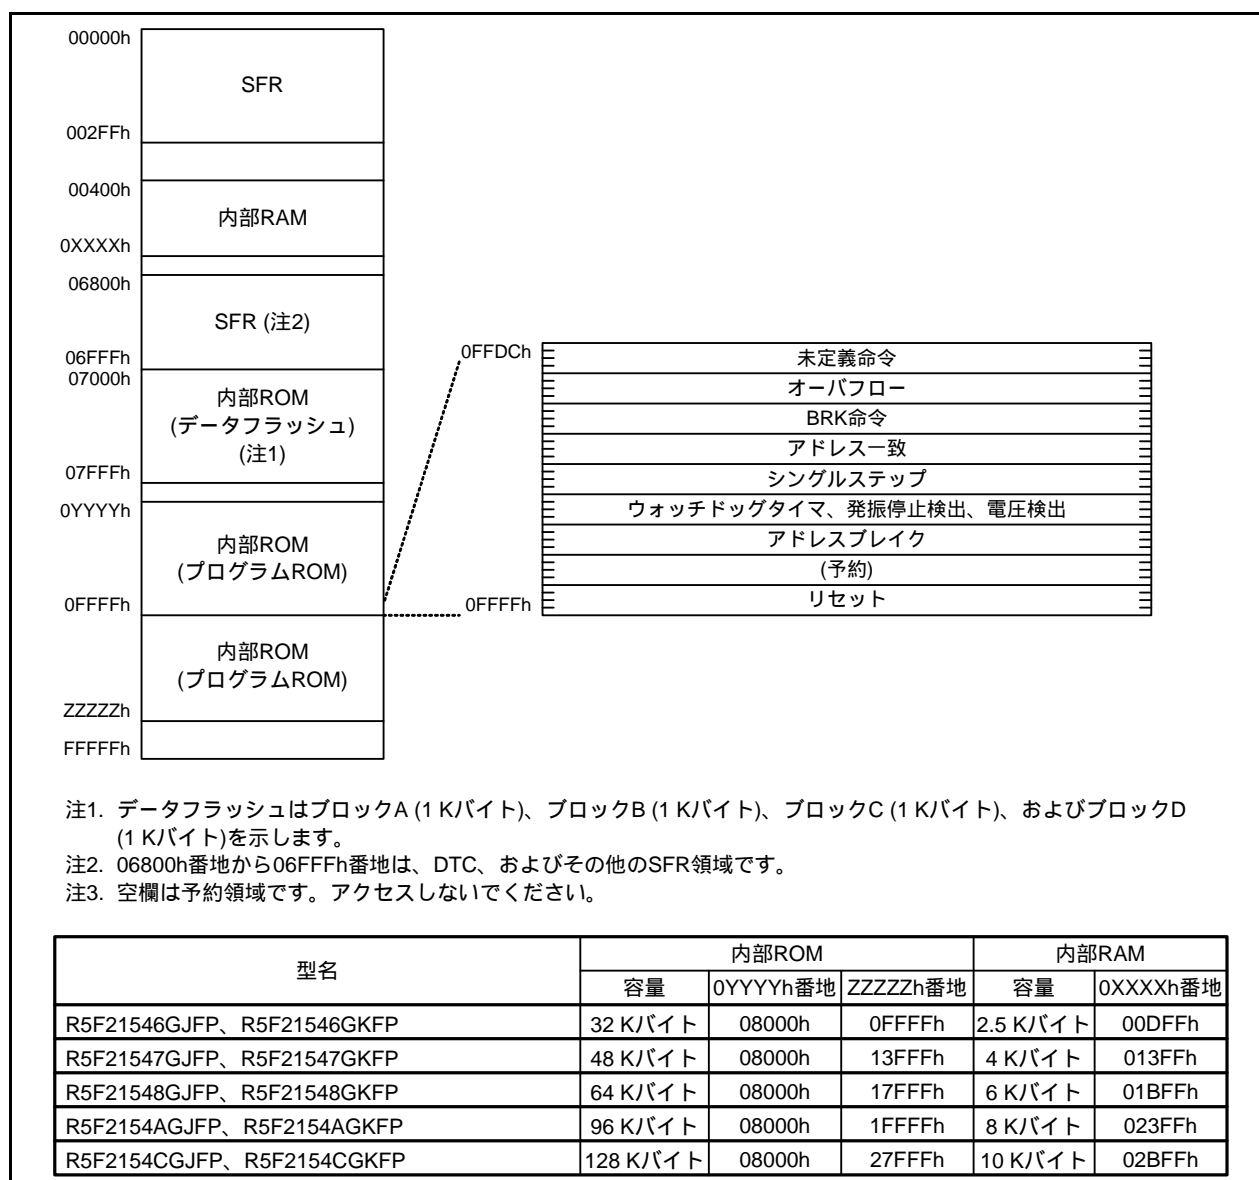 00000h
SFR
002FFh
00400h
内部RAM
0XXXXh
06800h
SFR (注2)
06FFFh
07000h
内部ROM
(データフラッシュ)
(注1)
07FFFh
0YYYYh
内部ROM
(プログラムROM)
0FFFFh
内部ROM
(プログラムROM)
ZZZZZh
FFFFFh
0FFDCh
未定義命令
オーバフロー
BRK命令
アドレス一致
シングルステップ
ウォッチドッグタイマ、発振停止検出、電圧検出
アドレスブレイク
(予約)
0FFFFh リセット
注1. データフラッシュはブロックA (1 Kバイト)、ブロックB (1 Kバイト)、ブロックC (1 Kバイト)、およびブロックD
(1 Kバイト)を示します。
注2. 06800h番地から06FFFh番地は、DTC、およびその他のSFR領域です。
注3. 空欄は予約領域です。アクセスしないでください。
型名 内部ROM 内部RAM
容量 0YYYYh番地 ZZZZZh番地 容量 0XXXXh番地
R5F21546GJFP、R5F21546GKFP 32 Kバイト 08000h 0FFFFh 2.5 Kバイト 00DFFh
R5F21547GJFP、R5F21547GKFP 48 Kバイト 08000h 13FFFh 4 Kバイト 013FFh
R5F21548GJFP、R5F21548GKFP 64 Kバイト 08000h 17FFFh 6 Kバイト 01BFFh
R5F2154AGJFP、R5F2154AGKFP 96 Kバイト 08000h 1FFFFh 8 Kバイト 023FFh
R5F2154CGJFP、R5F2154CGKFP 128 Kバイト 08000h 27FFFh 10 Kバイト 02BFFh